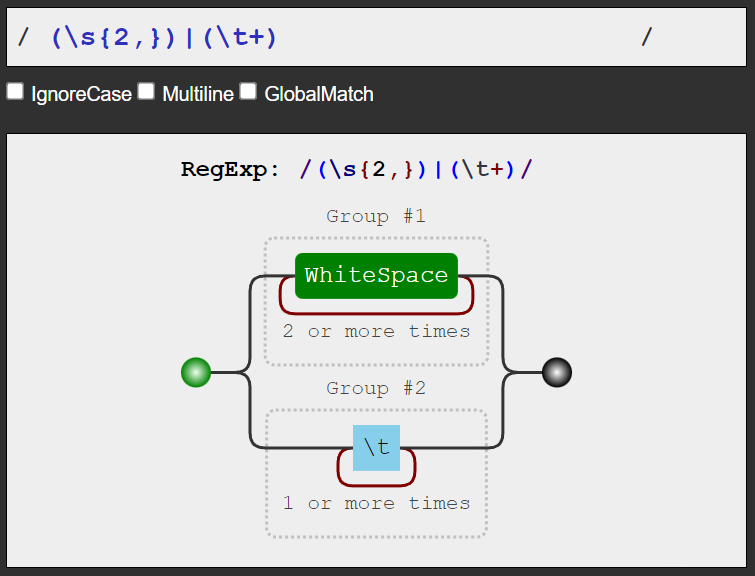 / (\s{2,})|(\t+) /
IgnoreCase Multiline GlobalMatch
RegExp: /(\s{2,})|(\t+)/
Group #1
WhiteSpace
2 or more times
Group #2
\t
1 or more times